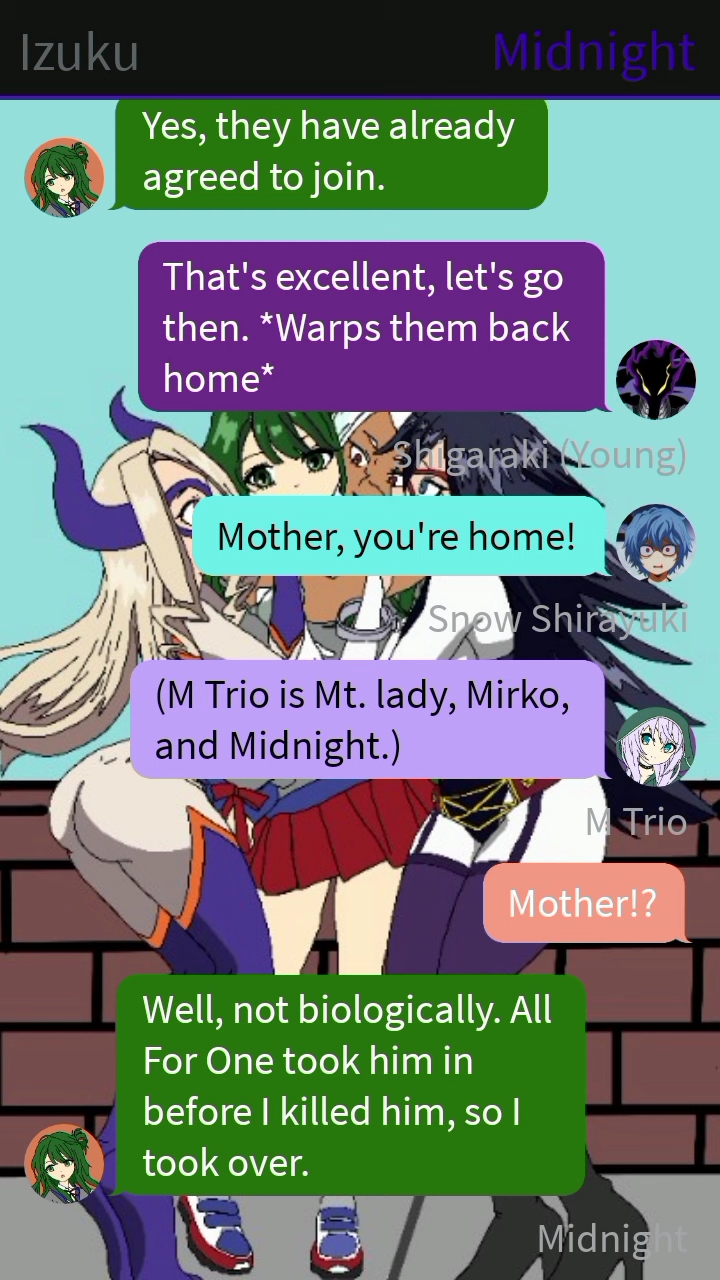 Izuku
Midnight
Yes, they have already
agreed to join.
That's excellent, let's go
then. *Warps them back
home*
Shigaraki (Young)
Mother, you're home!
Snow Shirayuki
(M Trio is Mt. lady, Mirko,
and Midnight.)
M Trio
Mother!?
Well, not biologically. All
For One took him in
before I killed him, so I
took over.
Midnight